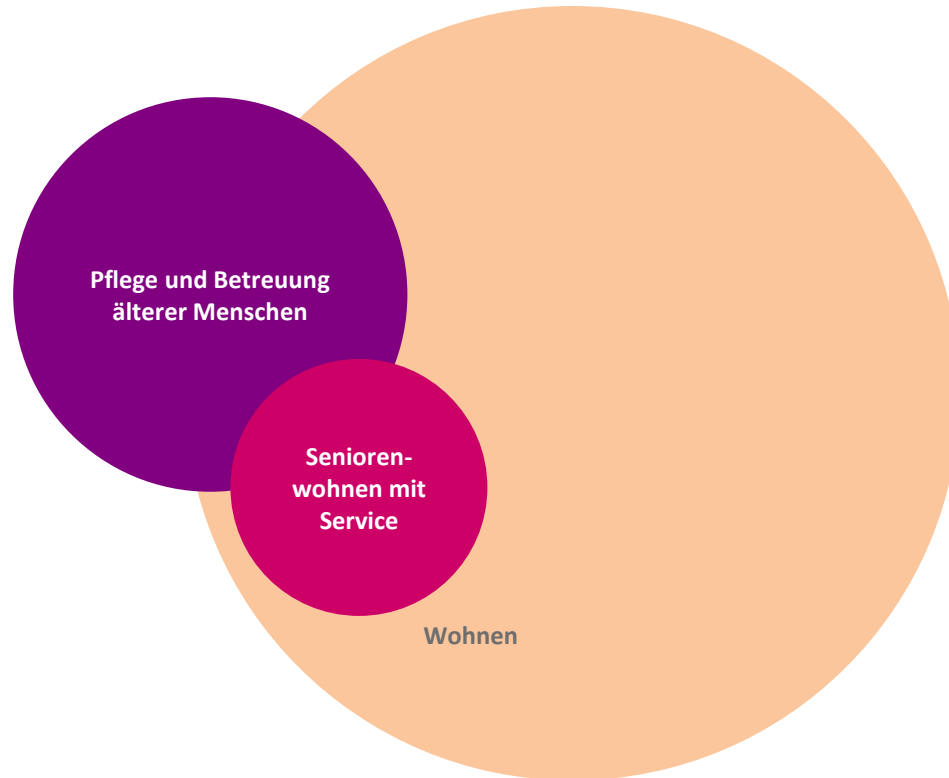 Pflege und Betreuung
älterer Menschen
Senioren-
wohnen mit
Service
Wohnen